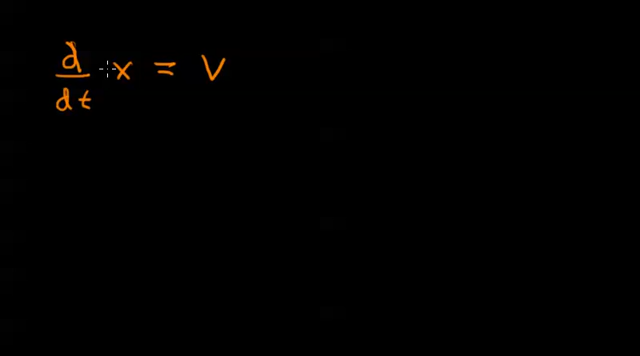 d/dt x = V